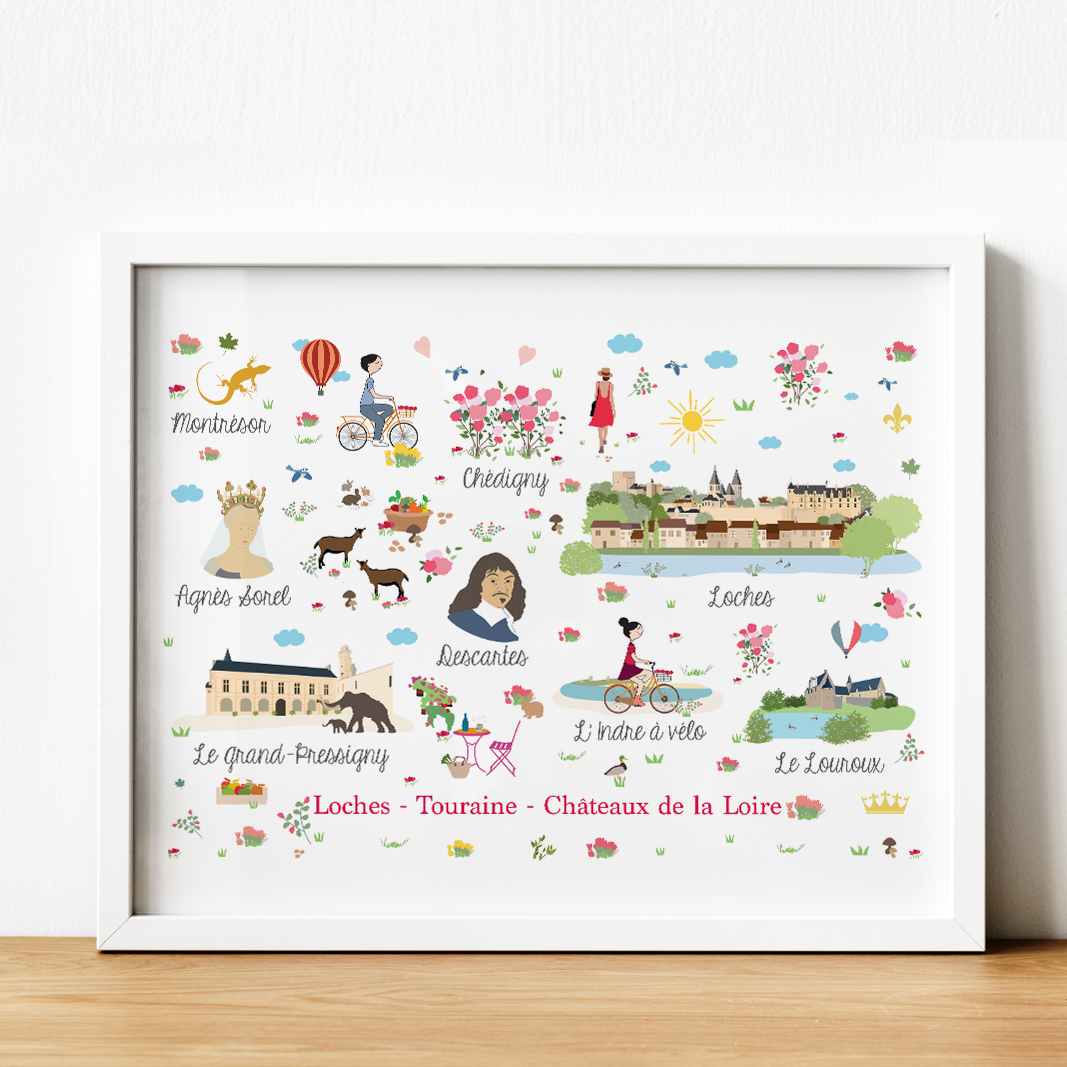 Montrésor
Chédigny
Agnès Sorel
Loches
Descartes
L'Indre à vélo
Le Grand-Pressigny
Le Louroux
Loches - Touraine - Châteaux de la Loire